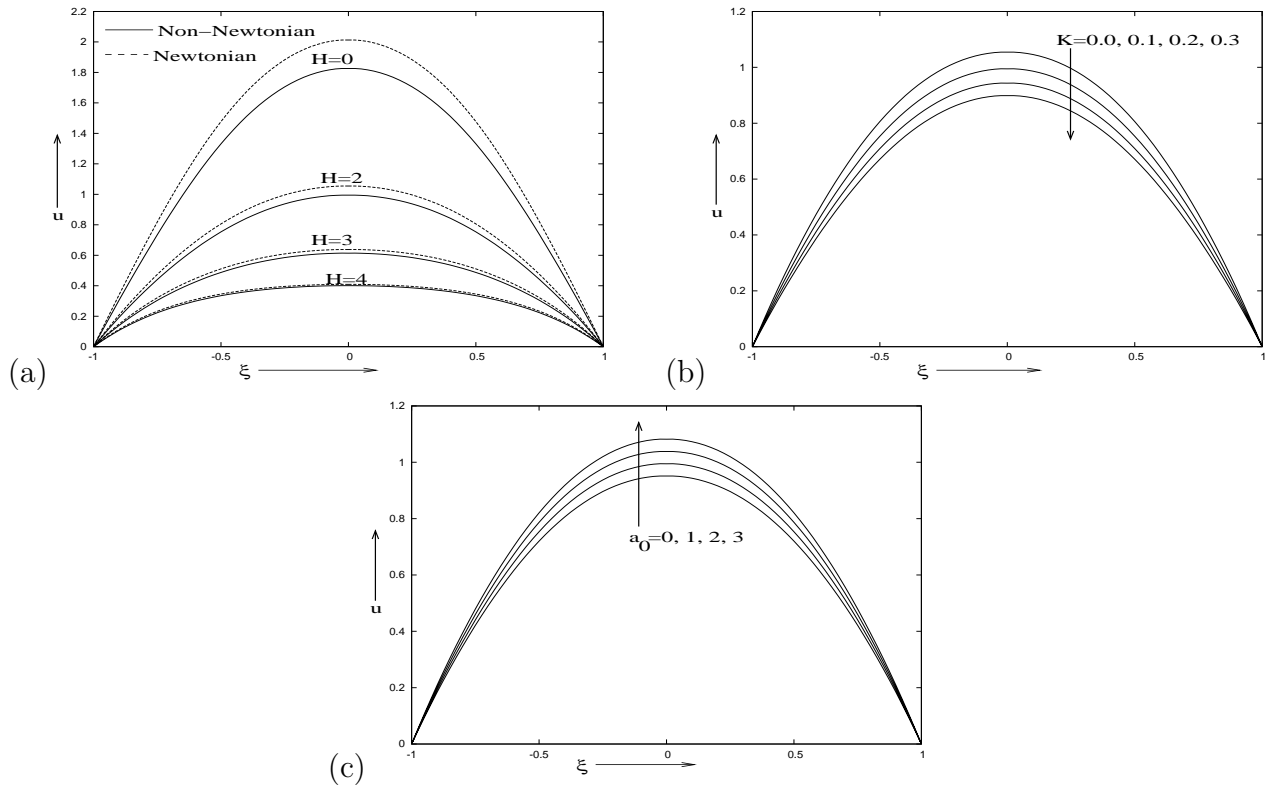 2.2
2
1.8
1.6
1.4
1.2
1
0.8
0.6
0.4
0.2
0
Non-Newtonian
Newtonian
H=0
H=2
H=3
H=4
u
-1 -0.5 0 0.5 1
ξ
(a)
1.2
1
0.8
0.6
0.4
0.2
0
K=0.0, 0.1, 0.2, 0.3
u
-1 -0.5 0 0.5 1
ξ
(b)
1.2
1
0.8
0.6
0.4
0.2
0
a0=0, 1, 2, 3
u
-1 -0.5 0 0.5 1
ξ
(c)